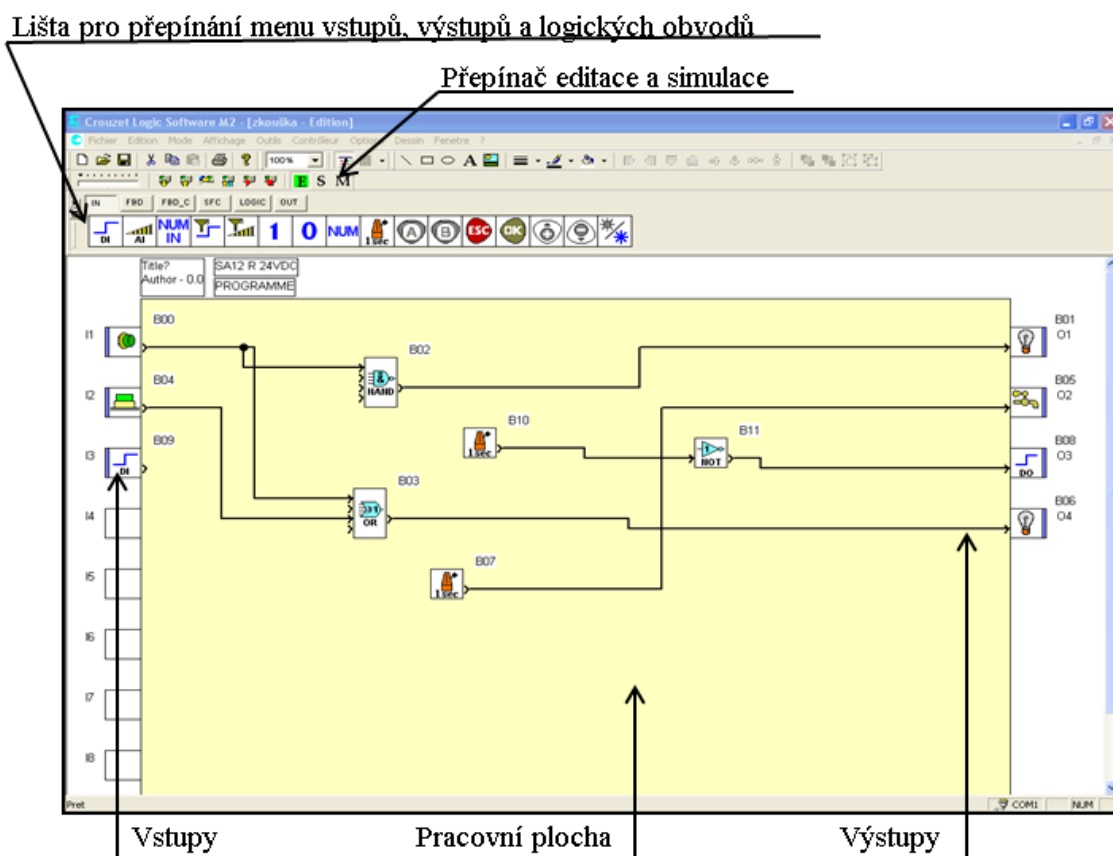 Lišta pro přepínání menu vstupů, výstupů a logických obvodů
Přepínač editace a simulace
Crouzet Logic Software M2 - [zkouška - Edition]
Fichier Edition Mode Affichage Outils Contrôleur Options Dessin Fenetre ?
100%
A
E S M
IN FBD FBD_C SFC LOGIC OUT
DI AI NUM IN 1 0 NUM 1sec A B ESC OK
Title?
Author - 0.0
SA12 R 24VDC
PROGRAMME
I1 B00
B01
O1
B02
NAND
I2 B04
B05
O2
B10
1sec
B11
NOT
I3 B09
DI
B08
O3
DO
B03
OR
I4
B06
O4
B07
1sec
I5
I6
I7
I8
Pret
COM1 NUM
Vstupy Pracovní plocha Výstupy